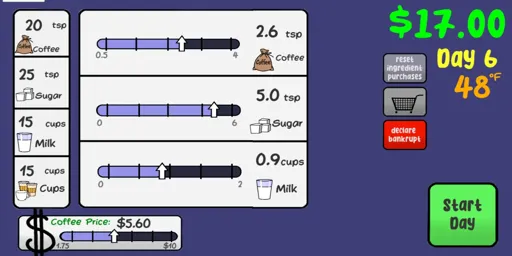 20 tsp
Coffee
25 tsp
Sugar
15 cups
Milk
15 cups
Cups
2.6 tsp
Coffee
0.5 4
5.0 tsp
Sugar
0 6
0.9 cups
Milk
0 2
$17.00
Day 6
48°F
reset
ingredient
purchases
declare
bankrupt
Start
Day
$
Coffee Price: $5.60
1.75 $10